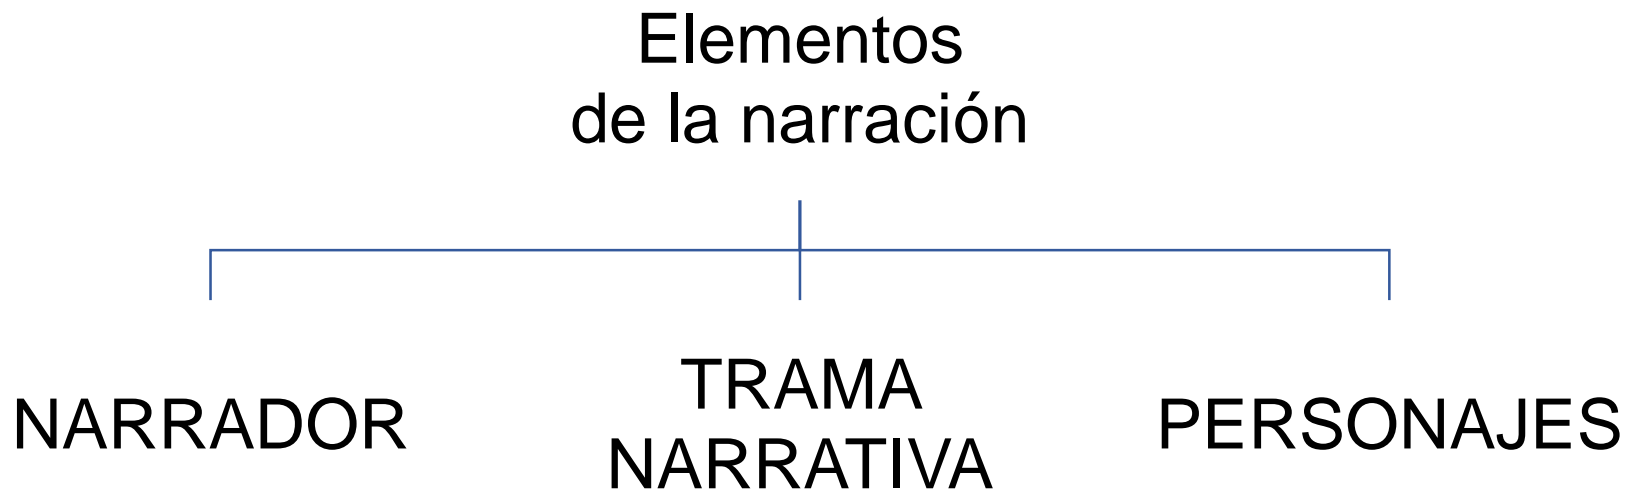 Elementos
de la narración
NARRADOR
TRAMA
NARRATIVA
PERSONAJES